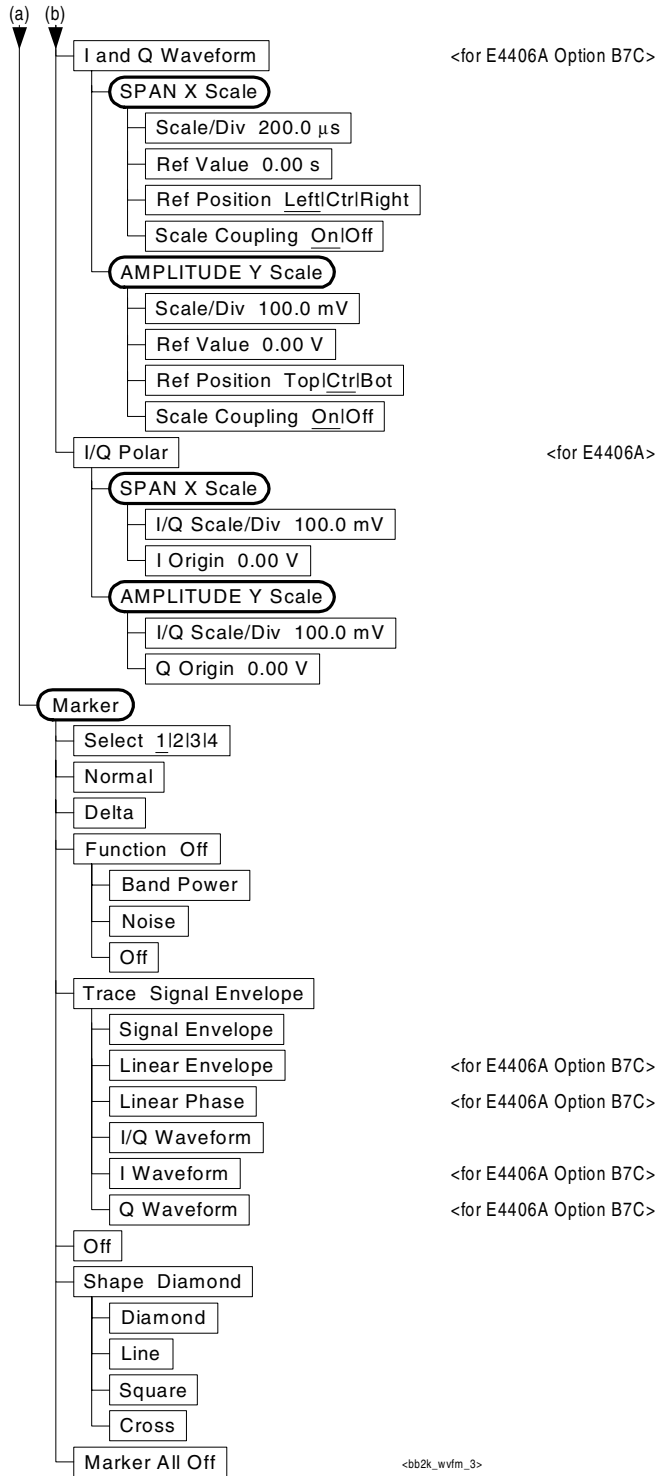 (a) (b)
I and Q Waveform <for E4406A Option B7C>
SPAN X Scale
Scale/Div 200.0 μs
Ref Value 0.00 s
Ref Position Left|Ctr|Right
Scale Coupling On|Off
AMPLITUDE Y Scale
Scale/Div 100.0 mV
Ref Value 0.00 V
Ref Position Top|Ctr|Bot
Scale Coupling On|Off
I/Q Polar <for E4406A>
SPAN X Scale
I/Q Scale/Div 100.0 mV
I Origin 0.00 V
AMPLITUDE Y Scale
I/Q Scale/Div 100.0 mV
Q Origin 0.00 V
Marker
Select 1|2|3|4
Normal
Delta
Function Off
Band Power
Noise
Off
Trace Signal Envelope
Signal Envelope
Linear Envelope <for E4406A Option B7C>
Linear Phase <for E4406A Option B7C>
I/Q Waveform
I Waveform <for E4406A Option B7C>
Q Waveform <for E4406A Option B7C>
Off
Shape Diamond
Diamond
Line
Square
Cross
Marker All Off <bb2k_wvfm_3>